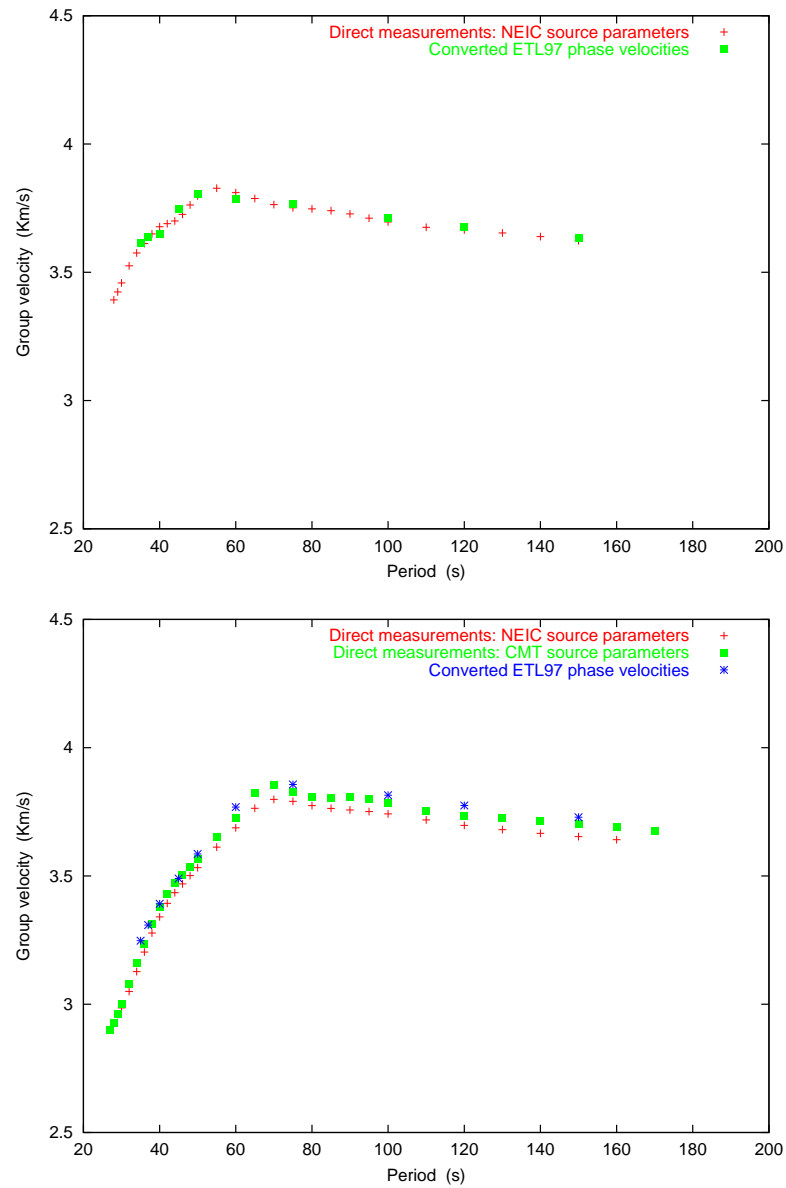 4.5
Direct measurements: NEIC source parameters
Converted ETL97 phase velocities
4
Group velocity (Km/s)
3.5
3
2.5
20 40 60 80 100 120 140 160 180 200
Period (s)
4.5
Direct measurements: NEIC source parameters
Direct measurements: CMT source parameters
Converted ETL97 phase velocities
4
Group velocity (Km/s)
3.5
3
2.5
20 40 60 80 100 120 140 160 180 200
Period (s)